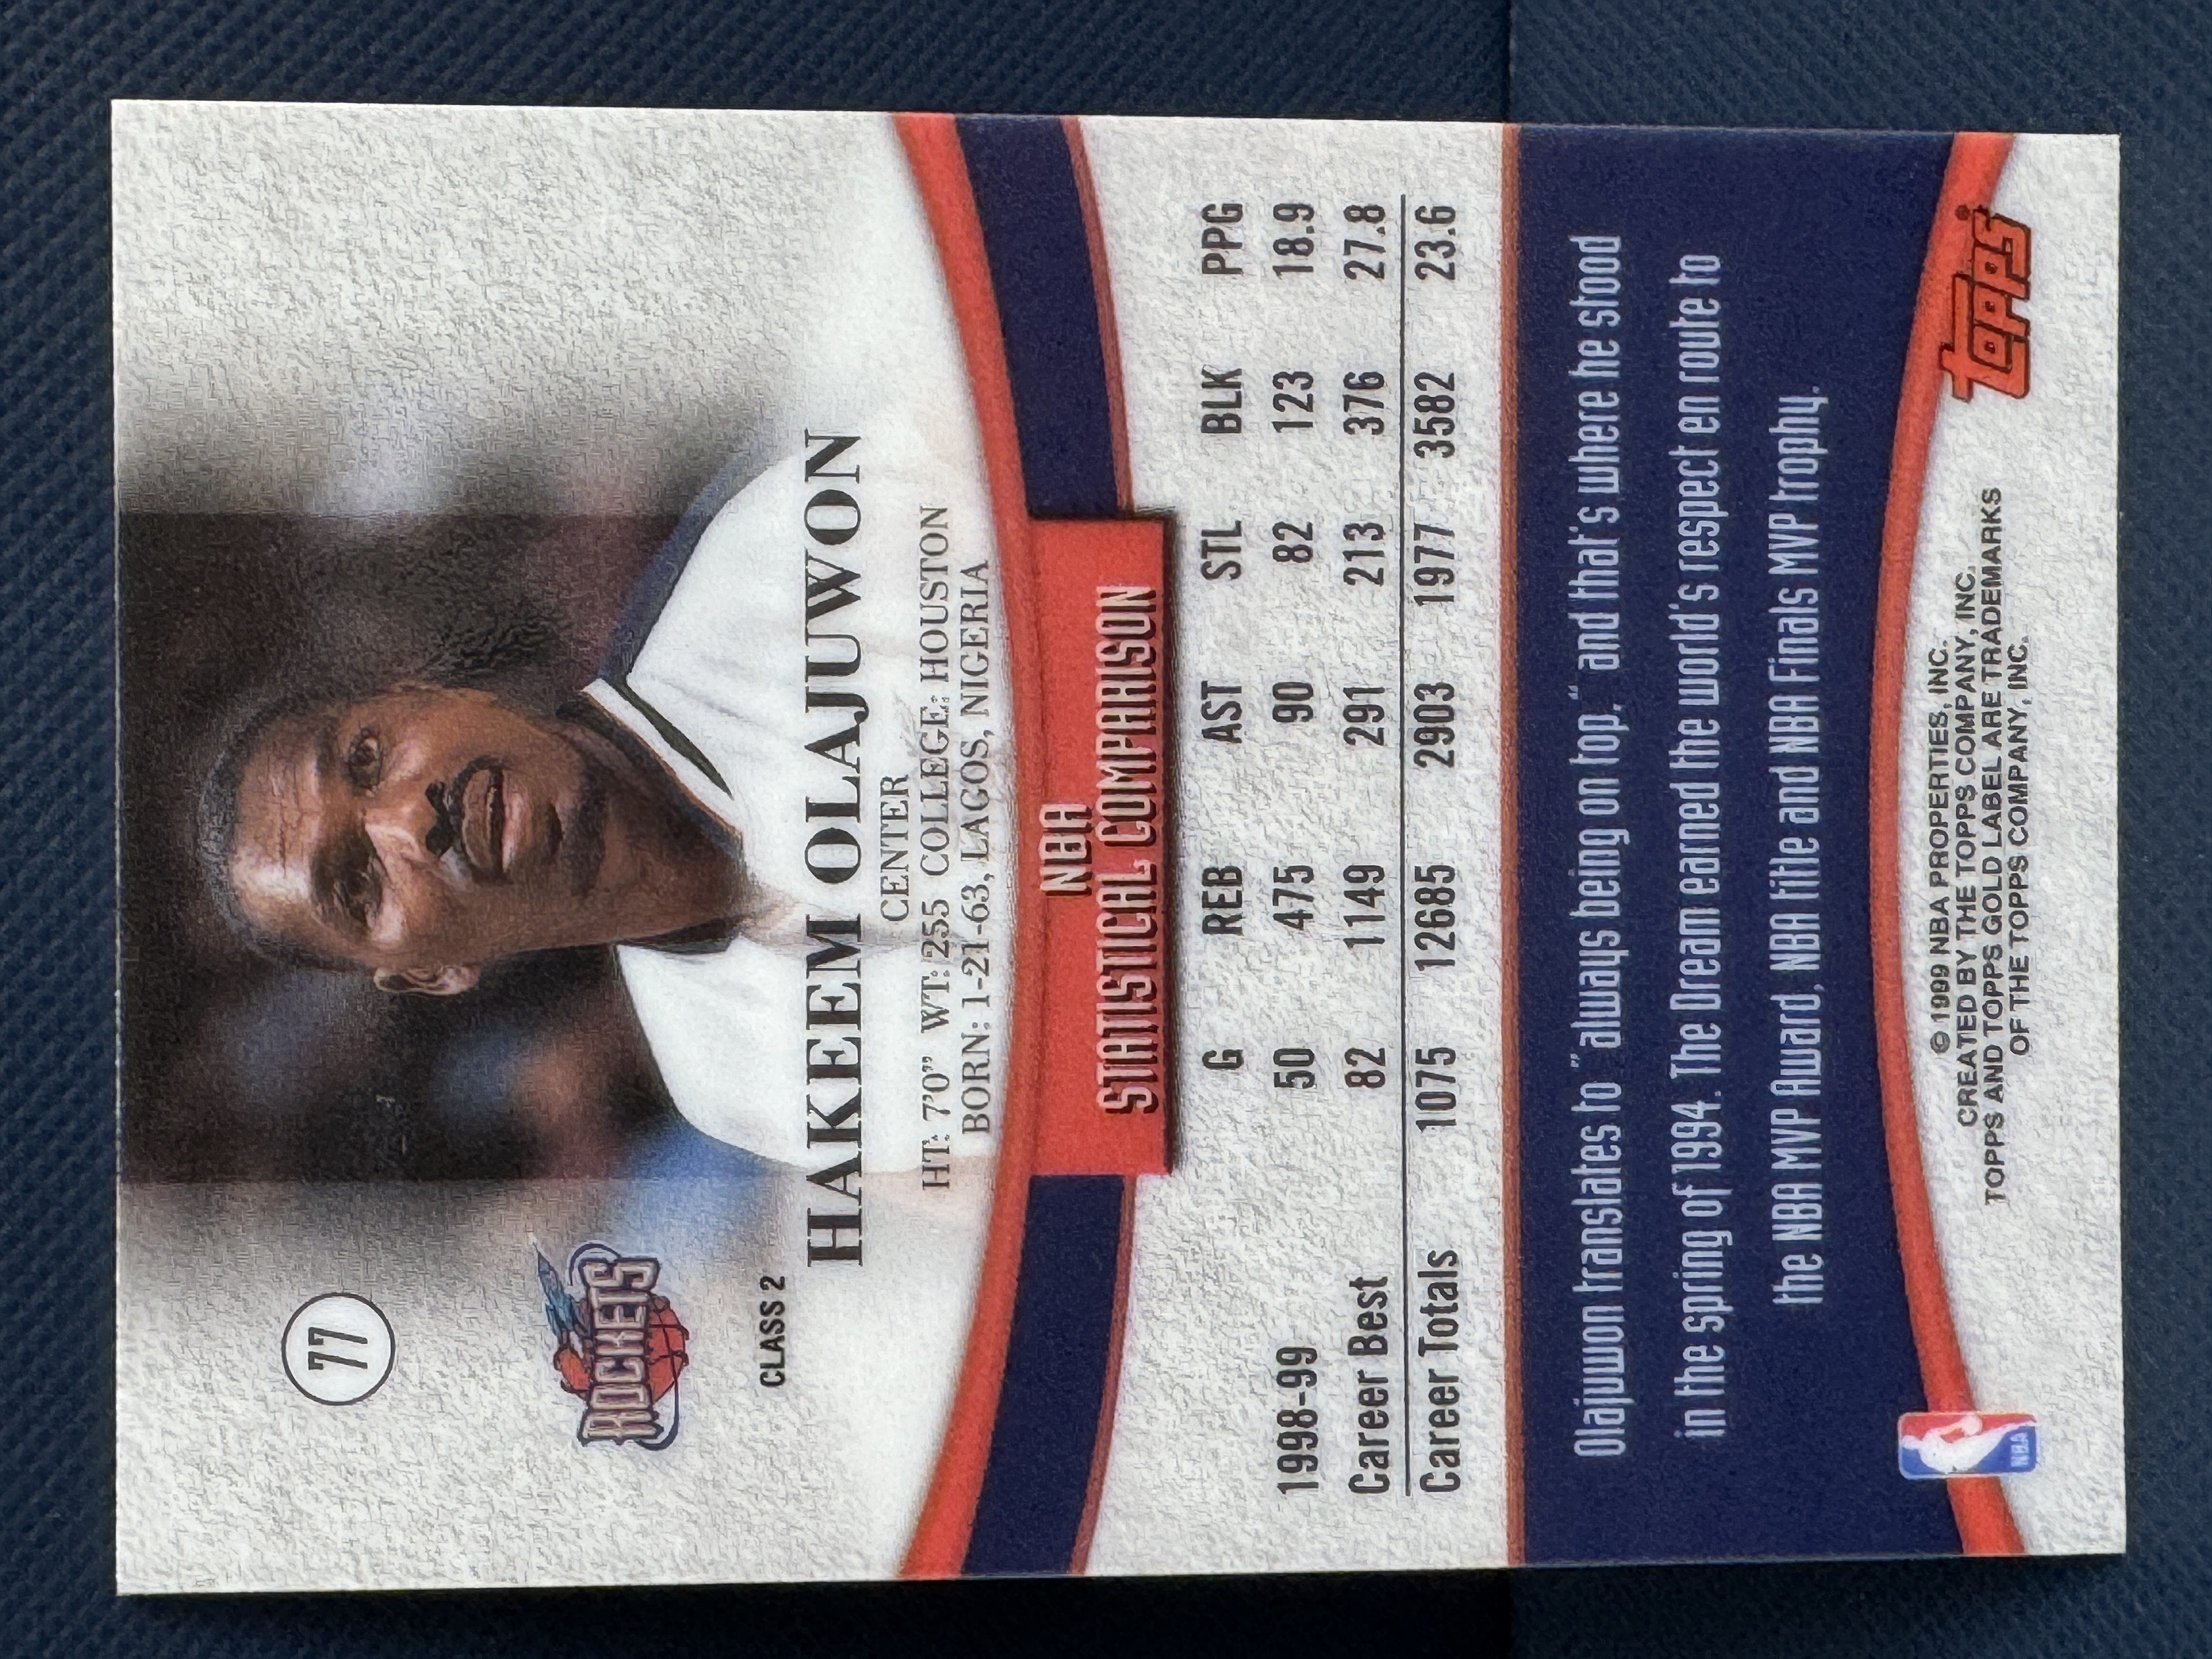 77
ROCKETS
CLASS 2
HAKEEM OLAJUWON
CENTER
HT: 7'0" WT: 255 COLLEGE: HOUSTON
BORN: 1-21-63, LAGOS, NIGERIA
NBA
STATISTICAL COMPARISON
G REB AST STL BLK PPG
1998-99 50 475 90 82 123 18.9
Career Best 82 1149 291 213 376 27.8
Career Totals 1075 12685 2903 1977 3582 23.6
Olajuwon translates to "always being on top," and that's where he stood
in the spring of 1994. The Dream earned the world's respect en route to
the NBA MVP Award, NBA title and NBA Finals MVP trophy.
NBA
© 1999 NBA PROPERTIES, INC.
CREATED BY THE TOPPS COMPANY, INC.
TOPPS AND TOPPS GOLD LABEL ARE TRADEMARKS
OF THE TOPPS COMPANY, INC.
TOPPS